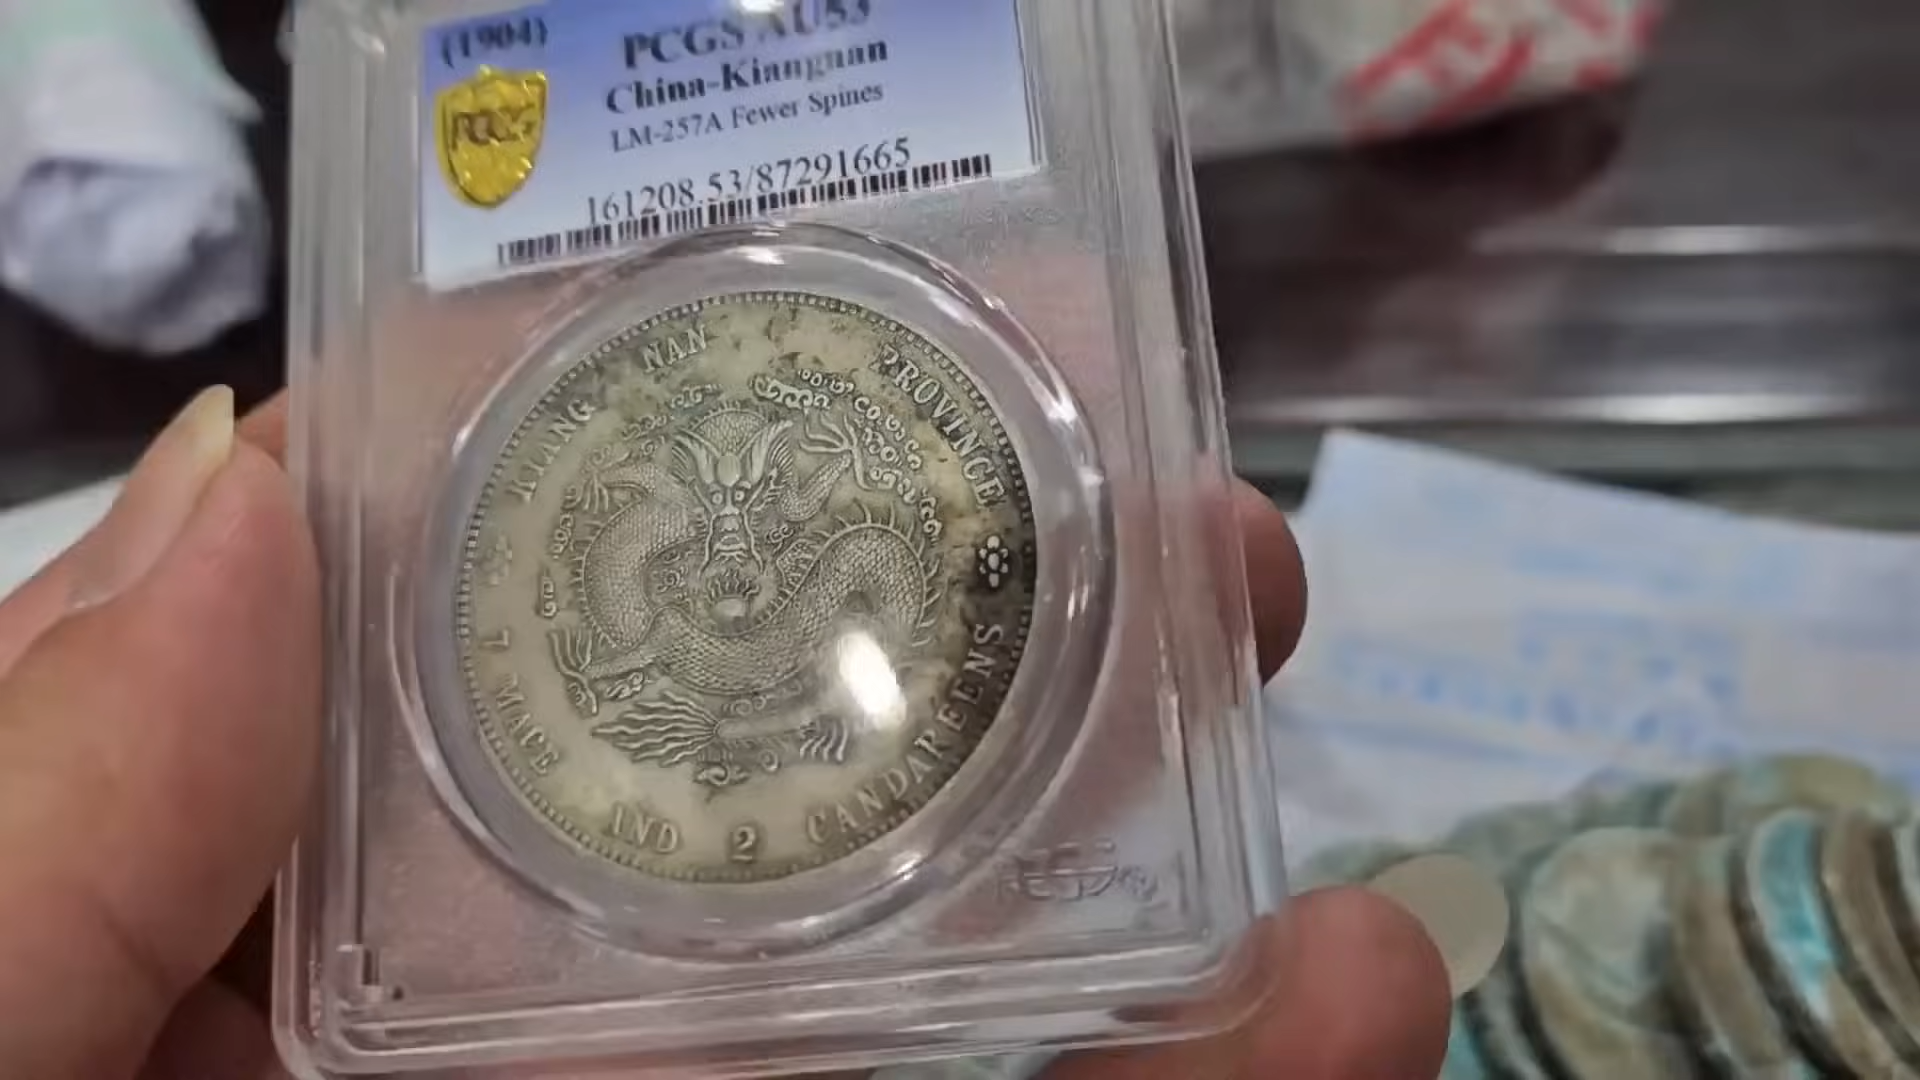 (1904)
PCGS AU53
China-Kiangnan
LM-257A Fewer Spines
161208.53/87291665
PCGS
KIANG NAN PROVINCE
7 MACE AND 2 CANDAREENS